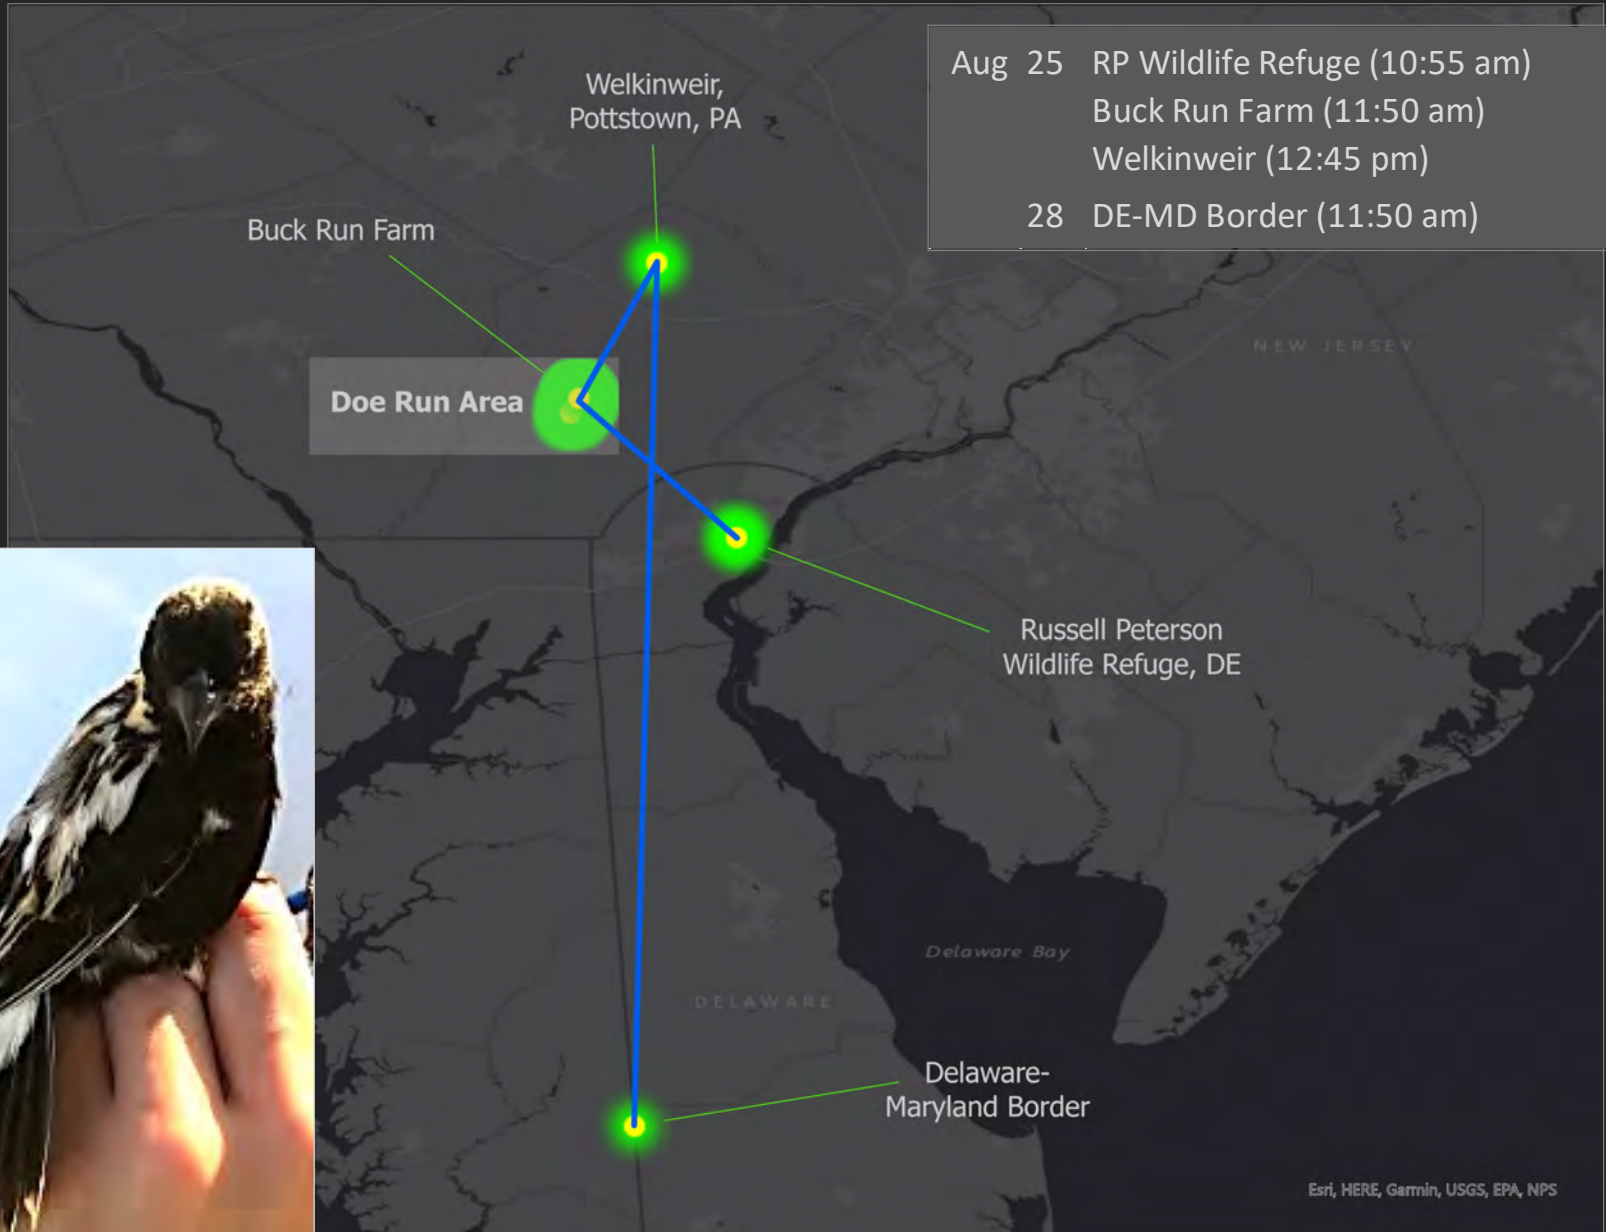 Aug 25 RP Wildlife Refuge (10:55 am)
Buck Run Farm (11:50 am)
Welkinweir (12:45 pm)
28 DE-MD Border (11:50 am)
Welkinweir,
Pottstown, PA
Buck Run Farm
NEW JERSEY
Doe Run Area
Russell Peterson
Wildlife Refuge, DE
Delaware Bay
DELAWARE
Delaware-
Maryland Border
Esri, HERE, Garmin, USGS, EPA, NPS